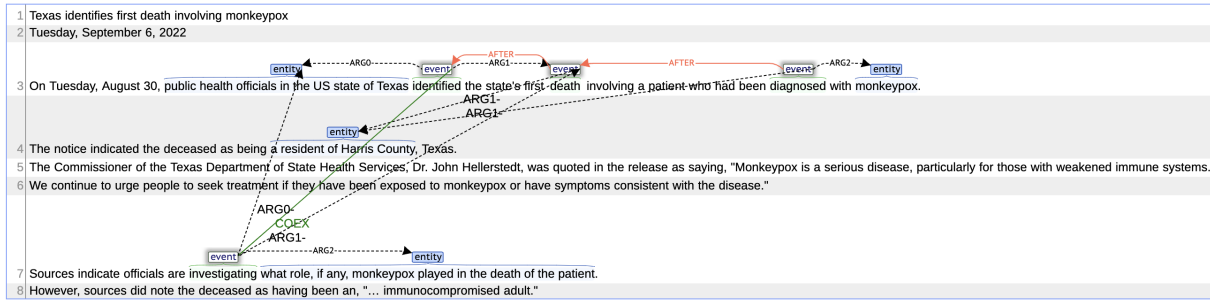 1 Texas identifies first death involving monkeypox
2 Tuesday, September 6, 2022
AFTER
entity ARG0 event ARG1 event AFTER event ARG2 entity
3 On Tuesday, August 30, public health officials in the US state of Texas identified the state's first death involving a patient who had been diagnosed with monkeypox.
ARG1-
ARG1-
entity
4 The notice indicated the deceased as being a resident of Harris County, Texas.
5 The Commissioner of the Texas Department of State Health Services, Dr. John Hellerstedt, was quoted in the release as saying, "Monkeypox is a serious disease, particularly for those with weakened immune systems.
6 We continue to urge people to seek treatment if they have been exposed to monkeypox or have symptoms consistent with the disease."
ARG0-
COEX
ARG1-
event ARG2 entity
7 Sources indicate officials are investigating what role, if any, monkeypox played in the death of the patient.
8 However, sources did note the deceased as having been an, "… immunocompromised adult."